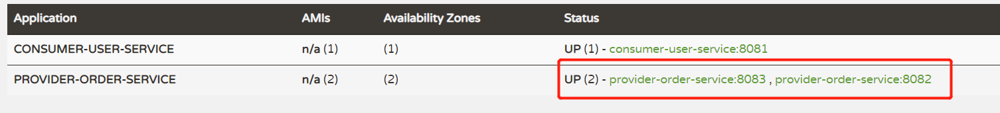 Application AMIs Availability Zones Status
CONSUMER-USER-SERVICE n/a (1) (1) UP (1) - consumer-user-service:8081
PROVIDER-ORDER-SERVICE n/a (2) (2) UP (2) - provider-order-service:8083 , provider-order-service:8082